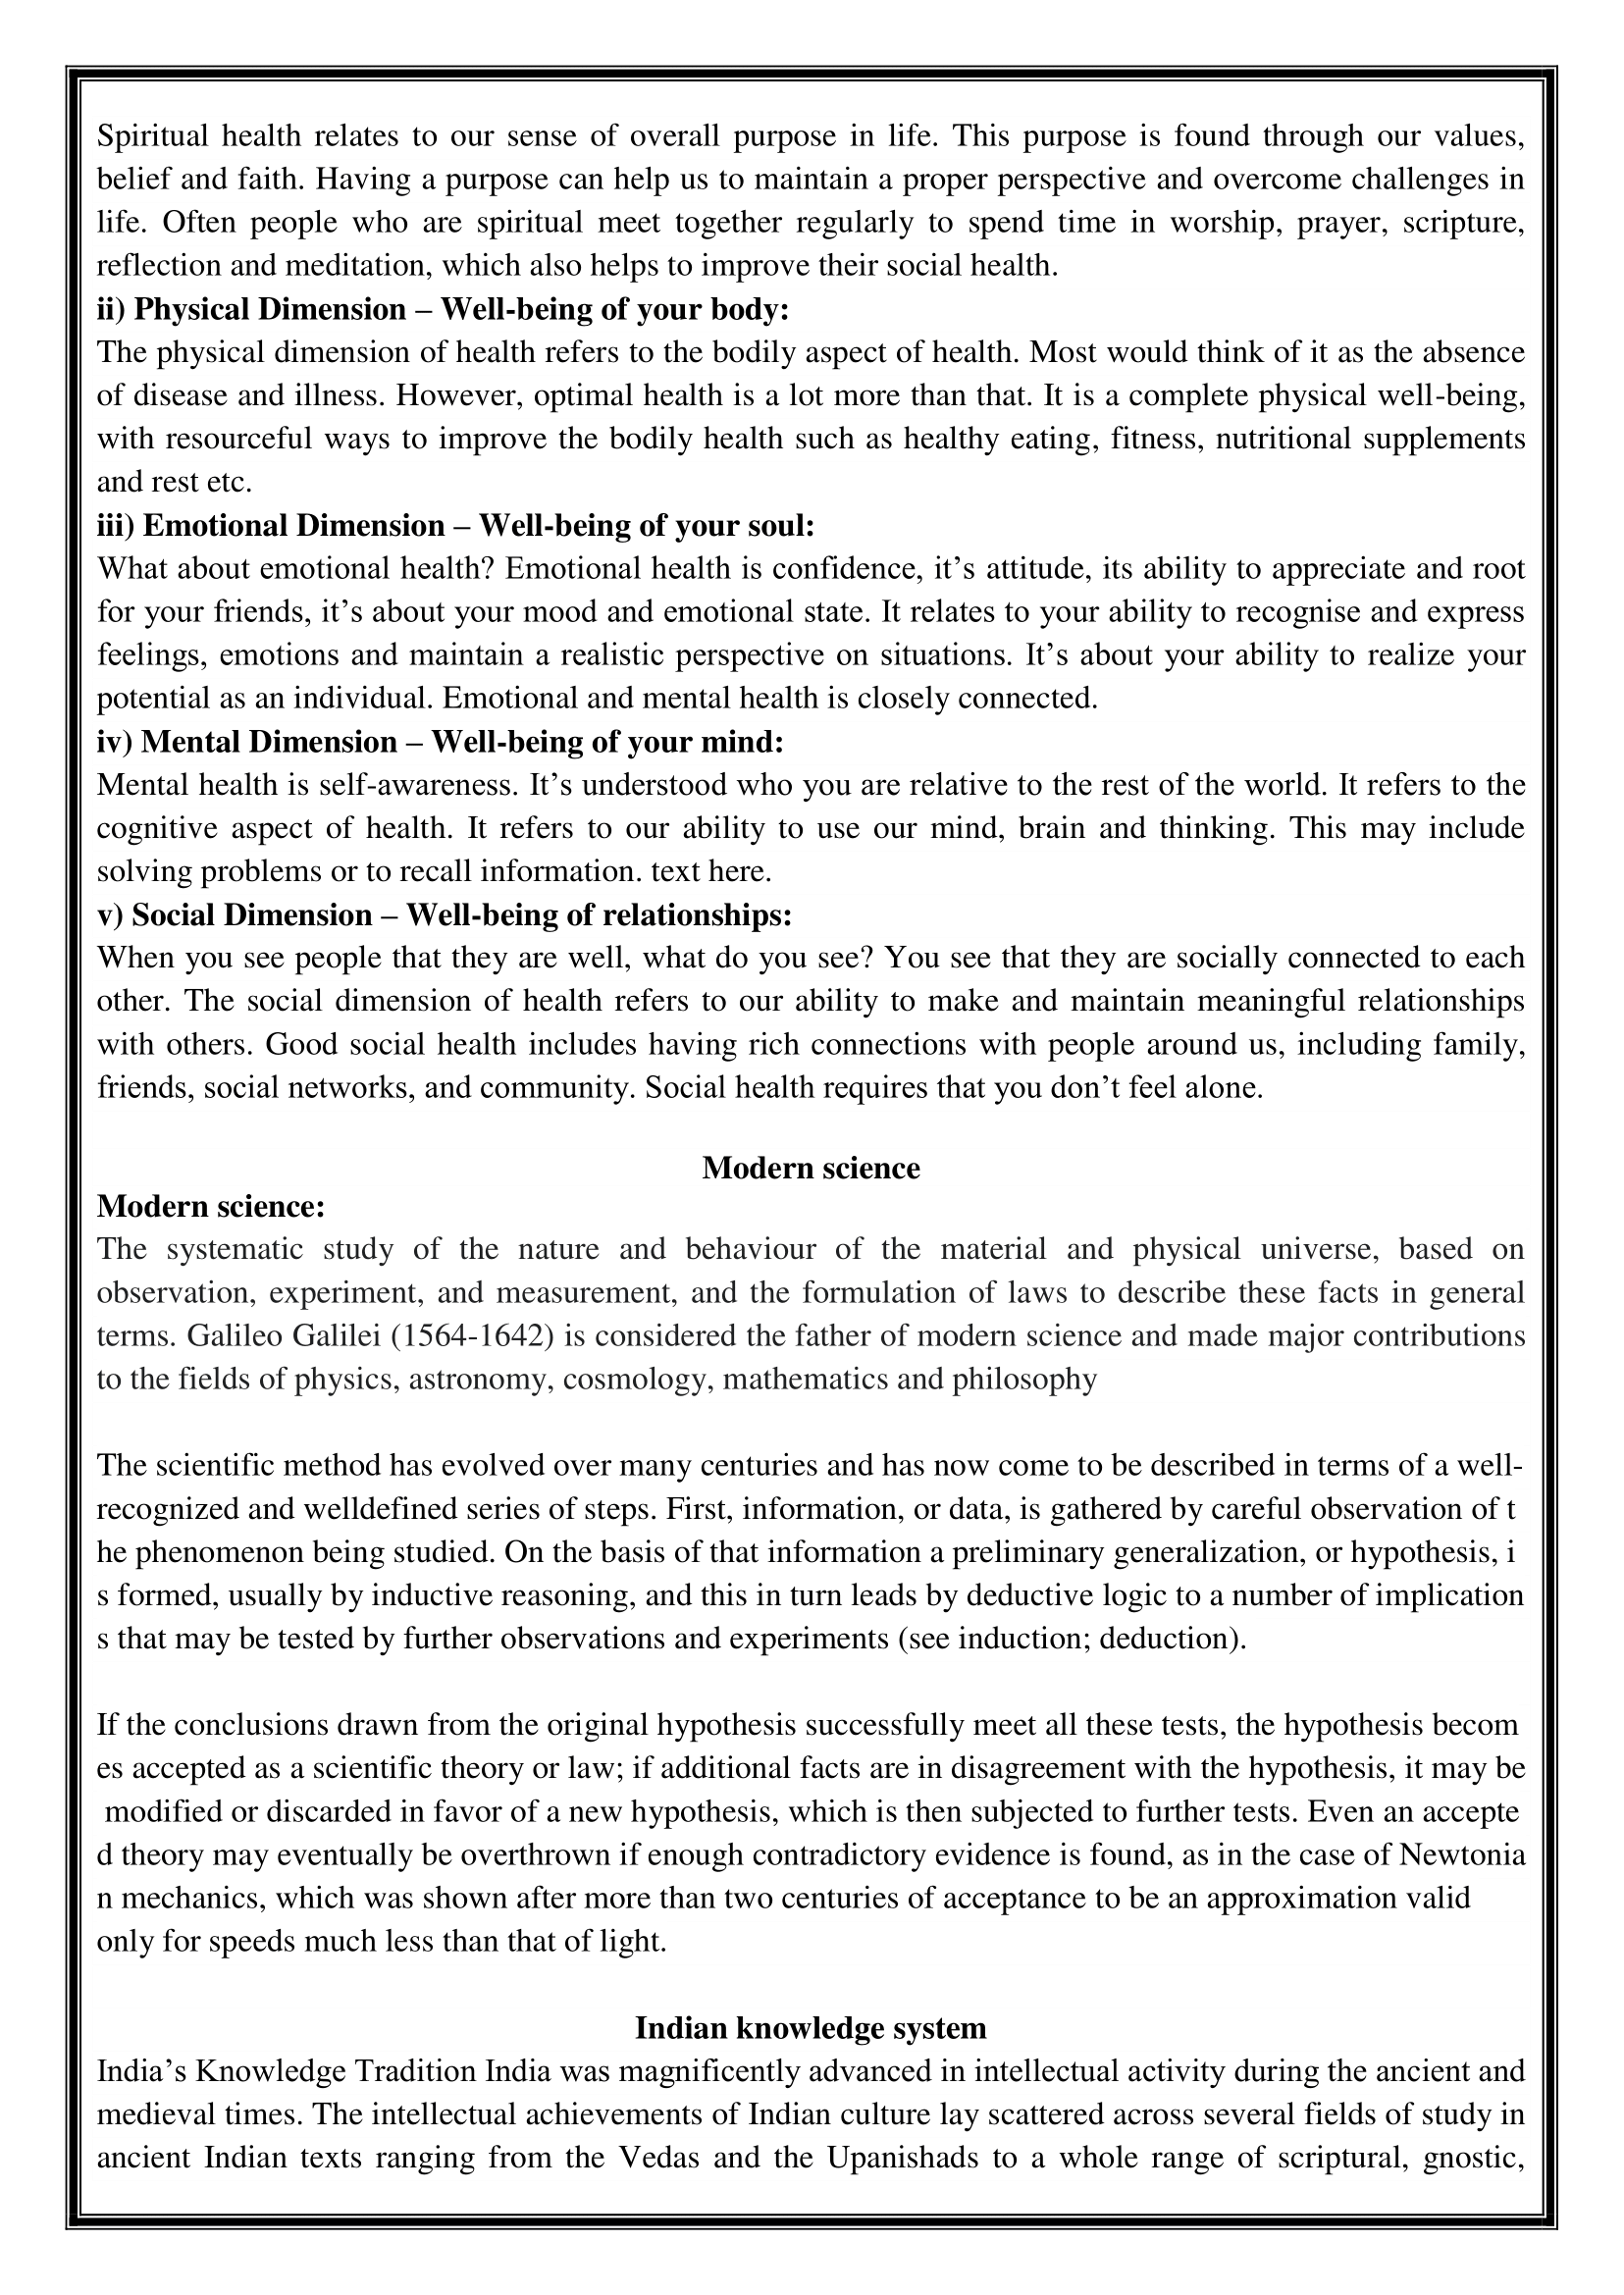 Spiritual health relates to our sense of overall purpose in life. This purpose is found through our values,
belief and faith. Having a purpose can help us to maintain a proper perspective and overcome challenges in
life. Often people who are spiritual meet together regularly to spend time in worship, prayer, scripture,
reflection and meditation, which also helps to improve their social health.
ii) Physical Dimension – Well-being of your body:
The physical dimension of health refers to the bodily aspect of health. Most would think of it as the absence
of disease and illness. However, optimal health is a lot more than that. It is a complete physical well-being,
with resourceful ways to improve the bodily health such as healthy eating, fitness, nutritional supplements
and rest etc.
iii) Emotional Dimension – Well-being of your soul:
What about emotional health? Emotional health is confidence, it’s attitude, its ability to appreciate and root
for your friends, it’s about your mood and emotional state. It relates to your ability to recognise and express
feelings, emotions and maintain a realistic perspective on situations. It’s about your ability to realize your
potential as an individual. Emotional and mental health is closely connected.
iv) Mental Dimension – Well-being of your mind:
Mental health is self-awareness. It’s understood who you are relative to the rest of the world. It refers to the
cognitive aspect of health. It refers to our ability to use our mind, brain and thinking. This may include
solving problems or to recall information. text here.
v) Social Dimension – Well-being of relationships:
When you see people that they are well, what do you see? You see that they are socially connected to each
other. The social dimension of health refers to our ability to make and maintain meaningful relationships
with others. Good social health includes having rich connections with people around us, including family,
friends, social networks, and community. Social health requires that you don’t feel alone.
Modern science
Modern science:
The systematic study of the nature and behaviour of the material and physical universe, based on
observation, experiment, and measurement, and the formulation of laws to describe these facts in general
terms. Galileo Galilei (1564-1642) is considered the father of modern science and made major contributions
to the fields of physics, astronomy, cosmology, mathematics and philosophy
The scientific method has evolved over many centuries and has now come to be described in terms of a well-
recognized and welldefined series of steps. First, information, or data, is gathered by careful observation of t
he phenomenon being studied. On the basis of that information a preliminary generalization, or hypothesis, i
s formed, usually by inductive reasoning, and this in turn leads by deductive logic to a number of implication
s that may be tested by further observations and experiments (see induction; deduction).
If the conclusions drawn from the original hypothesis successfully meet all these tests, the hypothesis becom
es accepted as a scientific theory or law; if additional facts are in disagreement with the hypothesis, it may be
modified or discarded in favor of a new hypothesis, which is then subjected to further tests. Even an accepte
d theory may eventually be overthrown if enough contradictory evidence is found, as in the case of Newtonia
n mechanics, which was shown after more than two centuries of acceptance to be an approximation valid
only for speeds much less than that of light.
Indian knowledge system
India’s Knowledge Tradition India was magnificently advanced in intellectual activity during the ancient and
medieval times. The intellectual achievements of Indian culture lay scattered across several fields of study in
ancient Indian texts ranging from the Vedas and the Upanishads to a whole range of scriptural, gnostic,